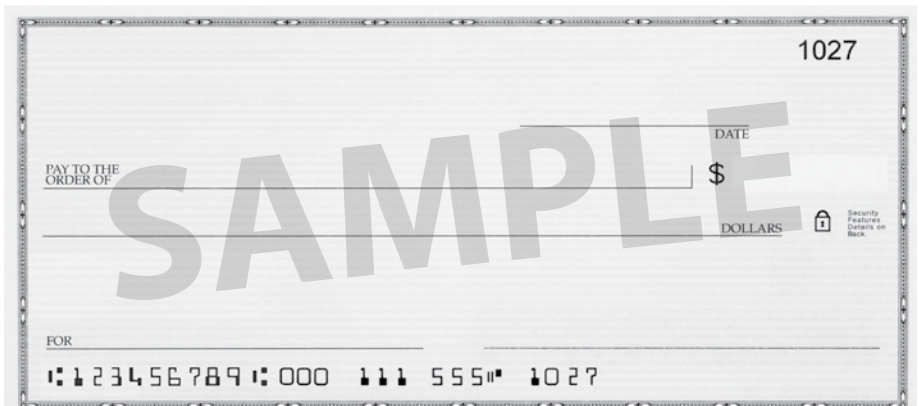 1027
DATE
PAY TO THE
ORDER OF
$
DOLLARS
Security
Features
Details on
Back
SAMPLE
FOR
⑆123456789⑆000 111 555⑈ 1027